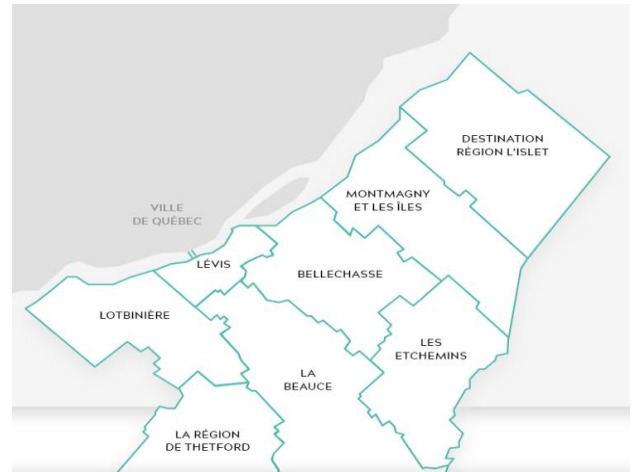 DESTINATION
RÉGION L'ISLET
MONTMAGNY
ET LES ÎLES
VILLE
DE QUÉBEC
LÉVIS
BELLECHASSE
LOTBINIÈRE
LES
ETCHEMINS
LA
BEAUCE
LA RÉGION
DE THETFORD